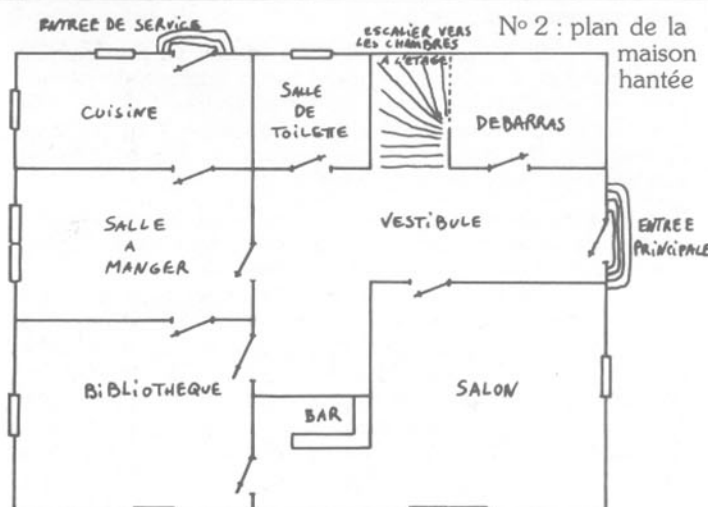 ENTREE DE SERVICE
ESCALIER VERS
LES CHAMBRES
A L'ETAGE
No 2 : plan de la
maison
hantée
CUISINE
SALLE
DE
TOILETTE
DEBARRAS
SALLE
A
MANGER
VESTIBULE
ENTREE
PRINCIPALE
BIBLIOTHEQUE
BAR
SALON